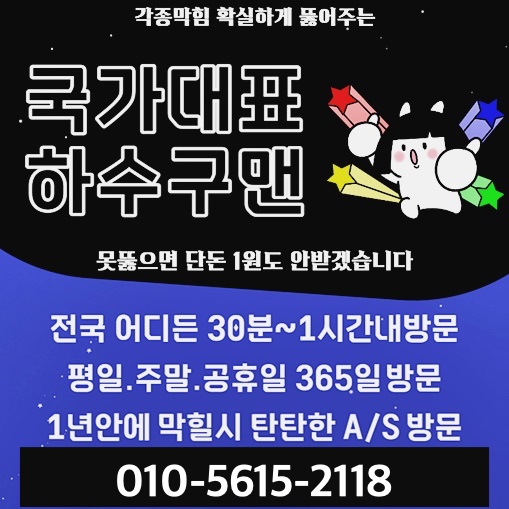 각종막힘 확실하게 뚫어주는
국가대표
하수구맨
못뚫으면 단돈 1원도 안받겠습니다
전국 어디든 30분~1시간내방문
평일.주말.공휴일 365일 방문
1년안에 막힐시 탄탄한 A/S 방문
010-5615-2118